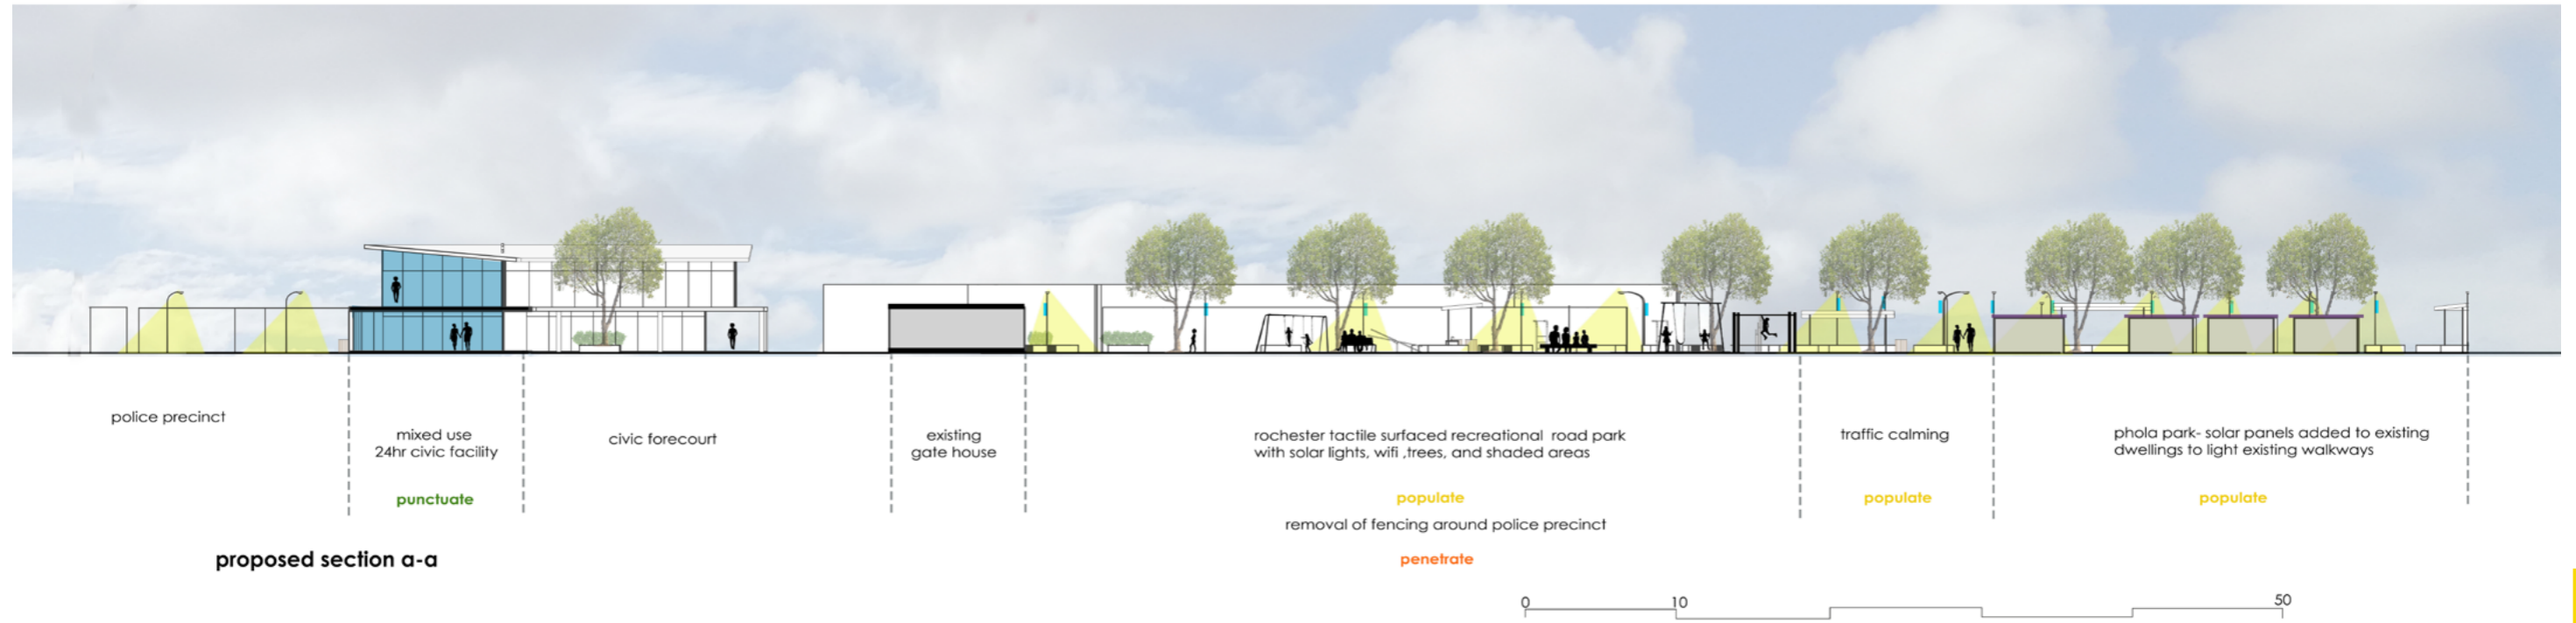 police precinct
mixed use
24hr civic facility
punctuate
civic forecourt
existing
gate house
rochester tactile surfaced recreational road park
with solar lights, wifi ,trees, and shaded areas
populate
removal of fencing around police precinct
penetrate
traffic calming
populate
phola park- solar panels added to existing
dwellings to light existing walkways
populate
proposed section a-a
0
10
50